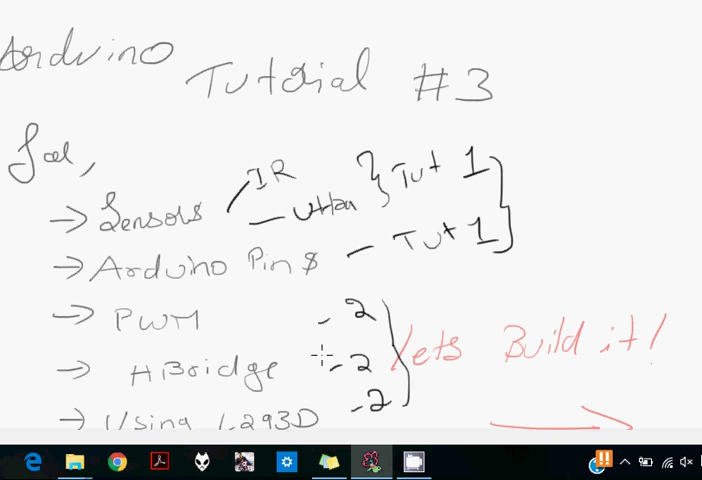 Arduino
Tutorial #3
→ Sensors — IR } Tut 1
→ Arduino Pins — Tut 1
→ PWM - 2
→ H Bridge - 2
→ Using L293D - 2
lets Build it!